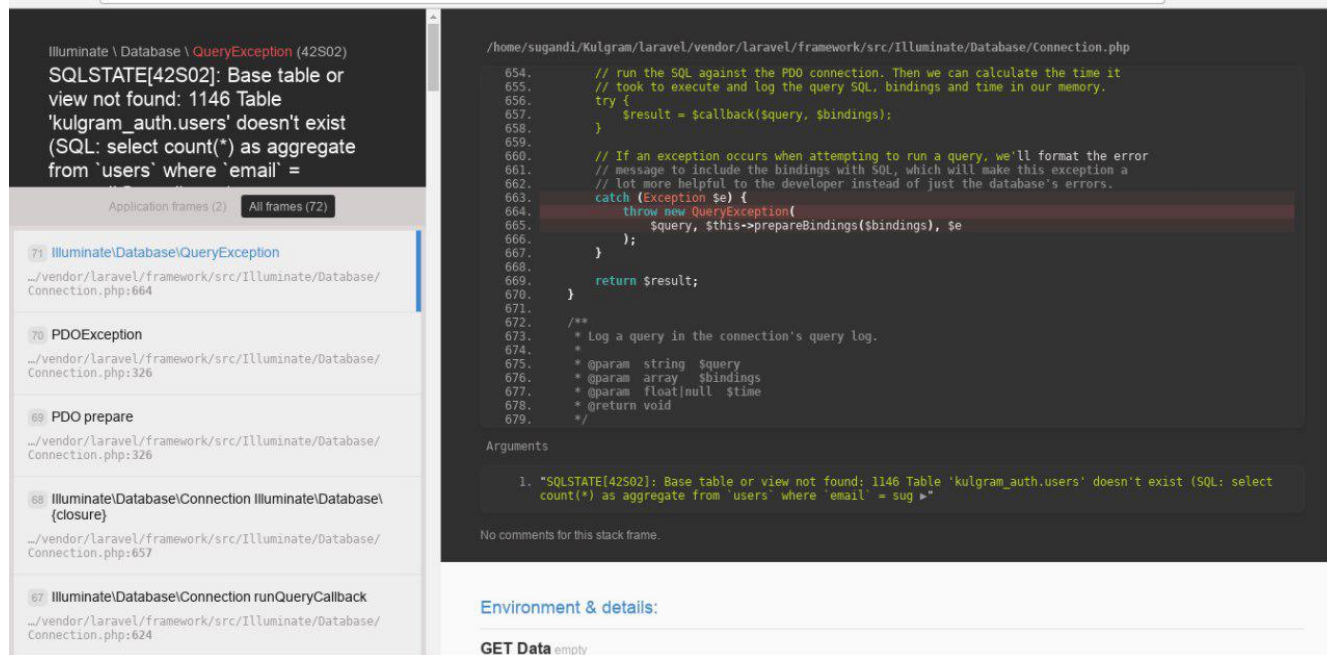 Illuminate \ Database \ QueryException (42S02)
SQLSTATE[42S02]: Base table or
view not found: 1146 Table
'kulgram_auth.users' doesn't exist
(SQL: select count(*) as aggregate
from `users` where `email` =
Application frames (2) All frames (72)
71 Illuminate\Database\QueryException
…/vendor/laravel/framework/src/Illuminate/Database/
Connection.php:664
70 PDOException
…/vendor/laravel/framework/src/Illuminate/Database/
Connection.php:326
69 PDO prepare
…/vendor/laravel/framework/src/Illuminate/Database/
Connection.php:326
68 Illuminate\Database\Connection Illuminate\Database\
{closure}
…/vendor/laravel/framework/src/Illuminate/Database/
Connection.php:657
67 Illuminate\Database\Connection runQueryCallback
…/vendor/laravel/framework/src/Illuminate/Database/
Connection.php:624
/home/sugandi/Kulgram/laravel/vendor/laravel/framework/src/Illuminate/Database/Connection.php
654. // run the SQL against the PDO connection. Then we can calculate the time it
655. // took to execute and log the query SQL, bindings and time in our memory.
656. try {
657. $result = $callback($query, $bindings);
658. }
659.
660. // If an exception occurs when attempting to run a query, we'll format the error
661. // message to include the bindings with SQL, which will make this exception a
662. // lot more helpful to the developer instead of just the database's errors.
663. catch (Exception $e) {
664. throw new QueryException(
665. $query, $this->prepareBindings($bindings), $e
666. );
667. }
668.
669. return $result;
670. }
671.
672. /**
673. * Log a query in the connection's query log.
674. *
675. * @param string $query
676. * @param array $bindings
677. * @param float|null $time
678. * @return void
679. */
Arguments
1. "SQLSTATE[42S02]: Base table or view not found: 1146 Table 'kulgram_auth.users' doesn't exist (SQL: select
count(*) as aggregate from `users` where `email` = sug ▶"
No comments for this stack frame.
Environment & details:
GET Data empty